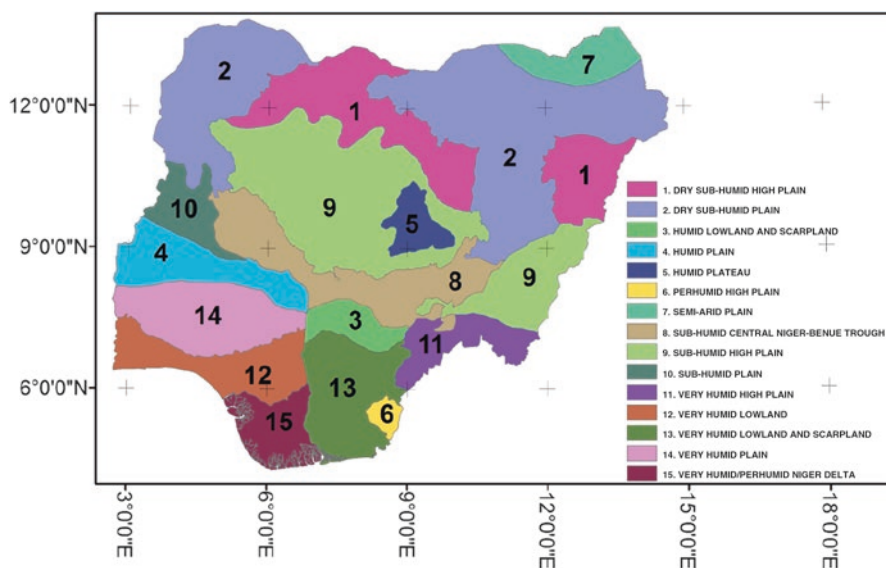 2
7
12°0'0"N
1
2
1
9
10
5
9°0'0"N
4
8
9
3
14
11
12
13
6
6°0'0"N
15
1. DRY SUB-HUMID HIGH PLAIN
2. DRY SUB-HUMID PLAIN
3. HUMID LOWLAND AND SCARPLAND
4. HUMID PLAIN
5. HUMID PLATEAU
6. PERHUMID HIGH PLAIN
7. SEMI-ARID PLAIN
8. SUB-HUMID CENTRAL NIGER-BENUE TROUGH
9. SUB-HUMID HIGH PLAIN
10. SUB-HUMID PLAIN
11. VERY HUMID HIGH PLAIN
12. VERY HUMID LOWLAND
13. VERY HUMID LOWLAND AND SCARPLAND
14. VERY HUMID PLAIN
15. VERY HUMID/PERHUMID NIGER DELTA
3°0'0"E
6°0'0"E
9°0'0"E
12°0'0"E
15°0'0"E
18°0'0"E